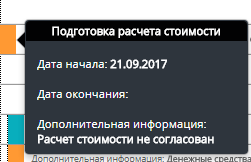 Подготовка расчета стоимости
Дата начала: 21.09.2017
Дата окончания:
Дополнительная информация:
Расчет стоимости не согласован
Дополнительная информация: Денежные средства